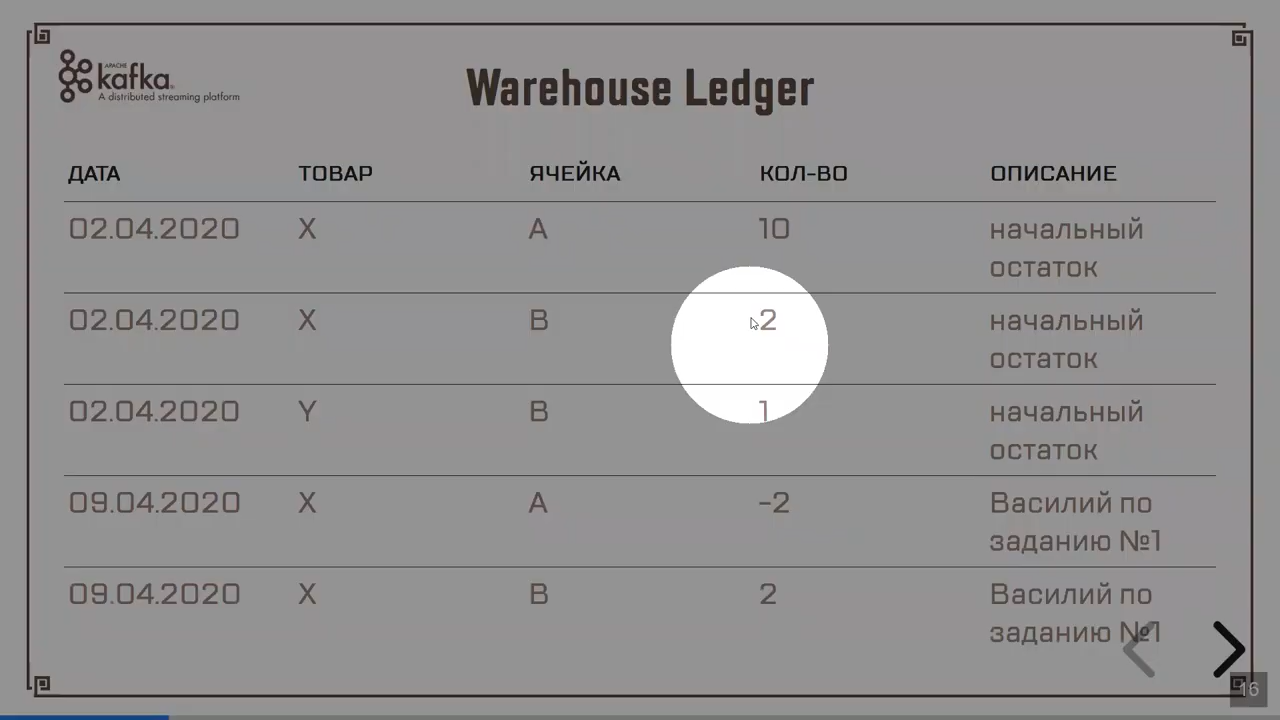 APACHE
kafka
A distributed streaming platform
Warehouse Ledger
ДАТА ТОВАР ЯЧЕЙКА КОЛ-ВО ОПИСАНИЕ
02.04.2020 X A 10 начальный
остаток
02.04.2020 X B 2 начальный
остаток
02.04.2020 Y B 1 начальный
остаток
09.04.2020 X A -2 Василий по
заданию №1
09.04.2020 X B 2 Василий по
заданию №1
16